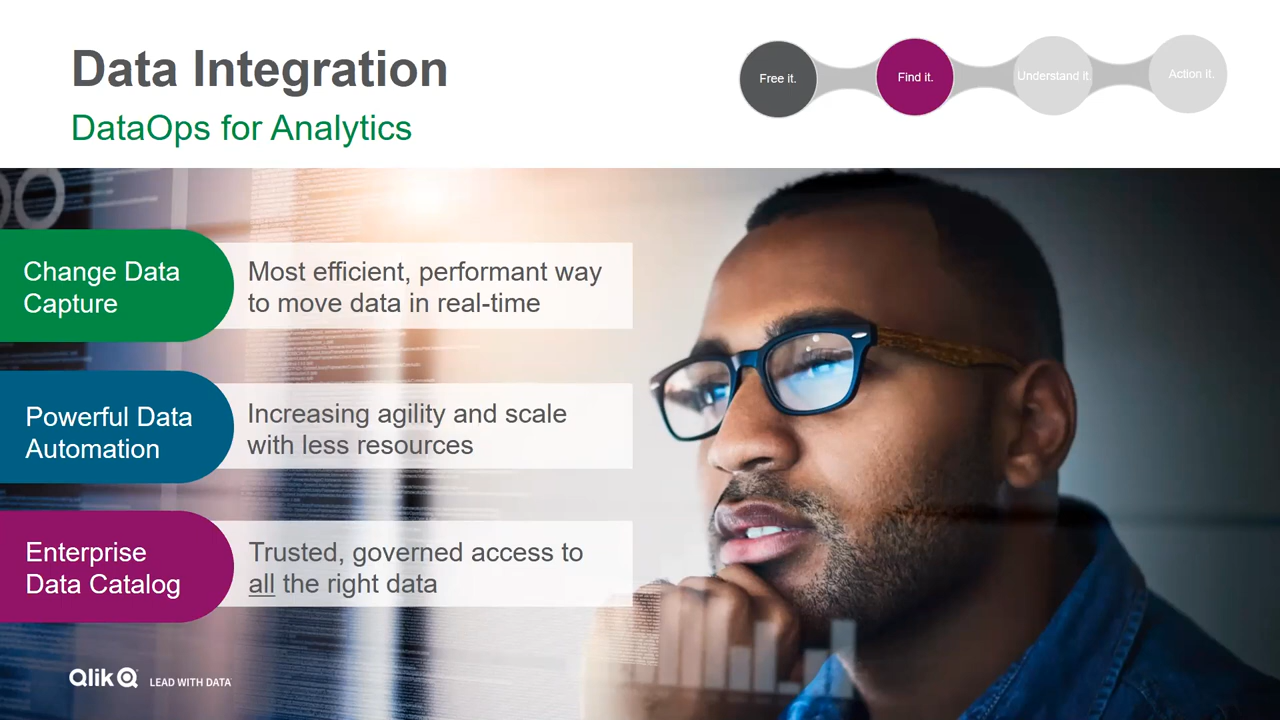 Data Integration
DataOps for Analytics
Free it.
Find it.
Understand it.
Action it.
Change Data
Capture
Most efficient, performant way
to move data in real-time
Powerful Data
Automation
Increasing agility and scale
with less resources
Enterprise
Data Catalog
Trusted, governed access to
all the right data
Qlik
LEAD WITH DATA